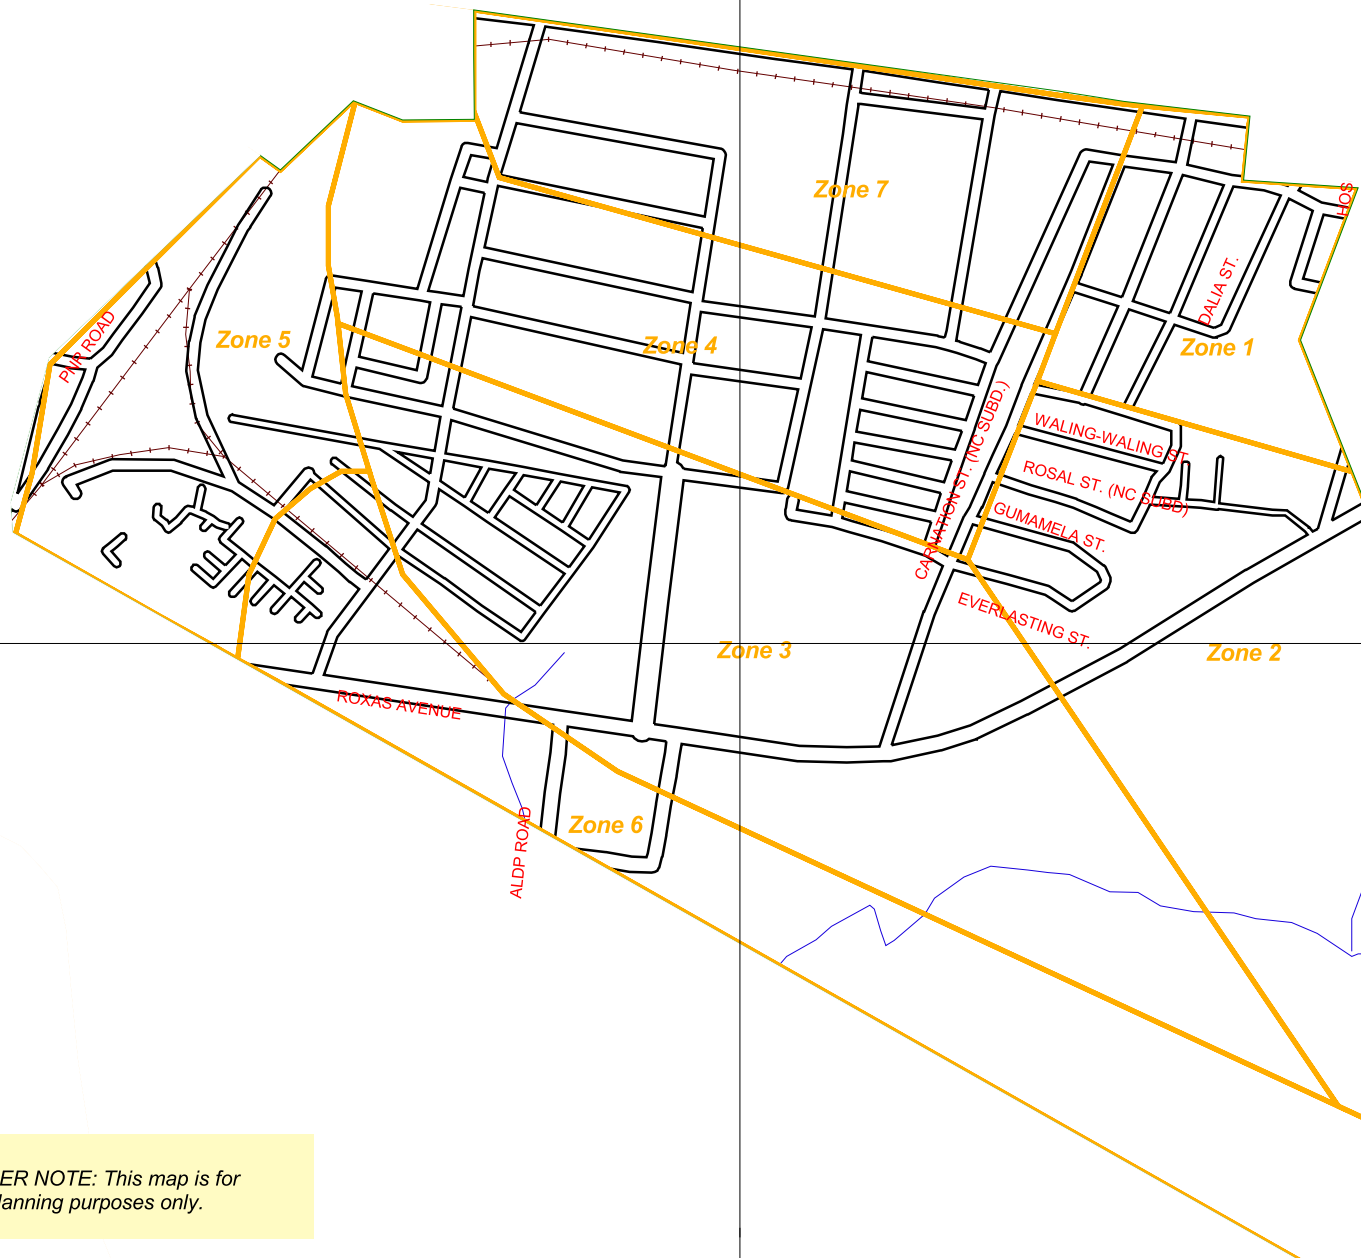 Zone 7
HOS
DALIA ST.
PNR ROAD
Zone 5
Zone 4
Zone 1
CARNATION ST. (NC SUBD.)
WALING-WALING ST.
ROSAL ST. (NC SUBD)
GUMAMELA ST.
EVERLASTING ST.
Zone 3
Zone 2
ROXAS AVENUE
ALDP ROAD
Zone 6
ER NOTE: This map is for
lanning purposes only.